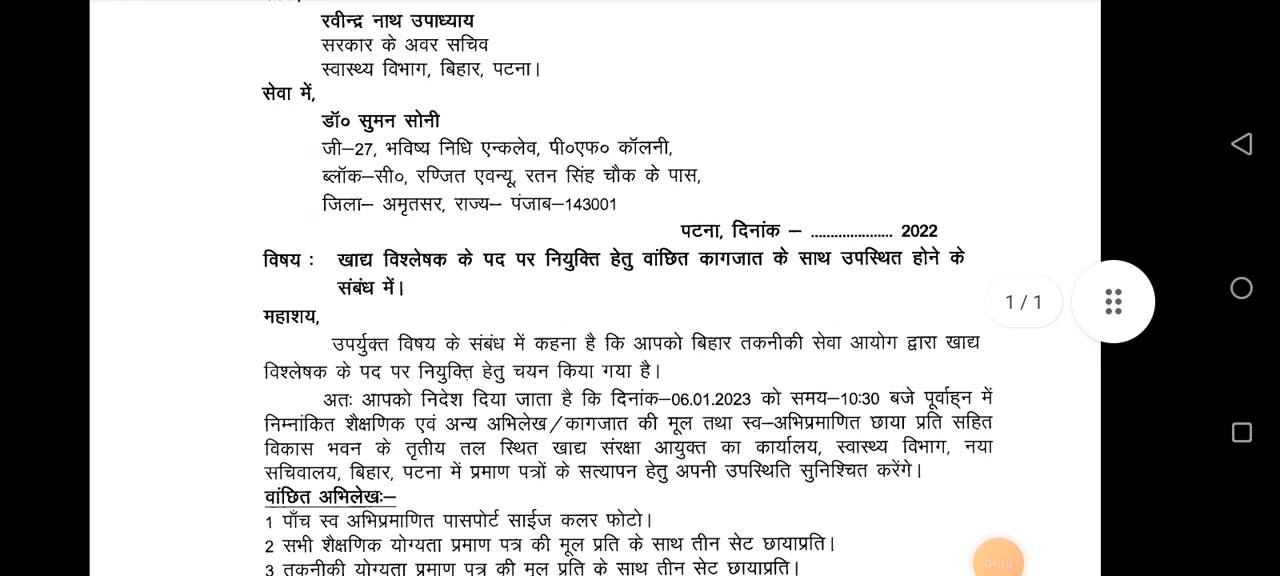 रवीन्द्र नाथ उपाध्याय
सरकार के अवर सचिव
स्वास्थ्य विभाग, बिहार, पटना।
सेवा में,
डॉ० सुमन सोनी
जी–27, भविष्य निधि एन्कलेव, पी०एफ० कॉलनी,
ब्लॉक–सी०, रण्जित एवन्यू, रतन सिंह चौक के पास,
जिला– अमृतसर, राज्य– पंजाब–143001
पटना, दिनांक – ..................... 2022
विषय : खाद्य विश्लेषक के पद पर नियुक्ति हेतु वांछित कागजात के साथ उपस्थित होने के
संबंध में।
महाशय,
उपर्युक्त विषय के संबंध में कहना है कि आपको बिहार तकनीकी सेवा आयोग द्वारा खाद्य
विश्लेषक के पद पर नियुक्ति हेतु चयन किया गया है।
अतः आपको निदेश दिया जाता है कि दिनांक–06.01.2023 को समय–10:30 बजे पूर्वाह्न में
निम्नांकित शैक्षणिक एवं अन्य अभिलेख/कागजात की मूल तथा स्व–अभिप्रमाणित छाया प्रति सहित
विकास भवन के तृतीय तल स्थित खाद्य संरक्षा आयुक्त का कार्यालय, स्वास्थ्य विभाग, नया
सचिवालय, बिहार, पटना में प्रमाण पत्रों के सत्यापन हेतु अपनी उपस्थिति सुनिश्चित करेंगे।
वांछित अभिलेखः–
1 पाँच स्व अभिप्रमाणित पासपोर्ट साईज कलर फोटो।
2 सभी शैक्षणिक योग्यता प्रमाण पत्र की मूल प्रति के साथ तीन सेट छायाप्रति।
3 तकनीकी योग्यता प्रमाण पत्र की मूल प्रति के साथ तीन सेट छायाप्रति।
1 / 1
04:13